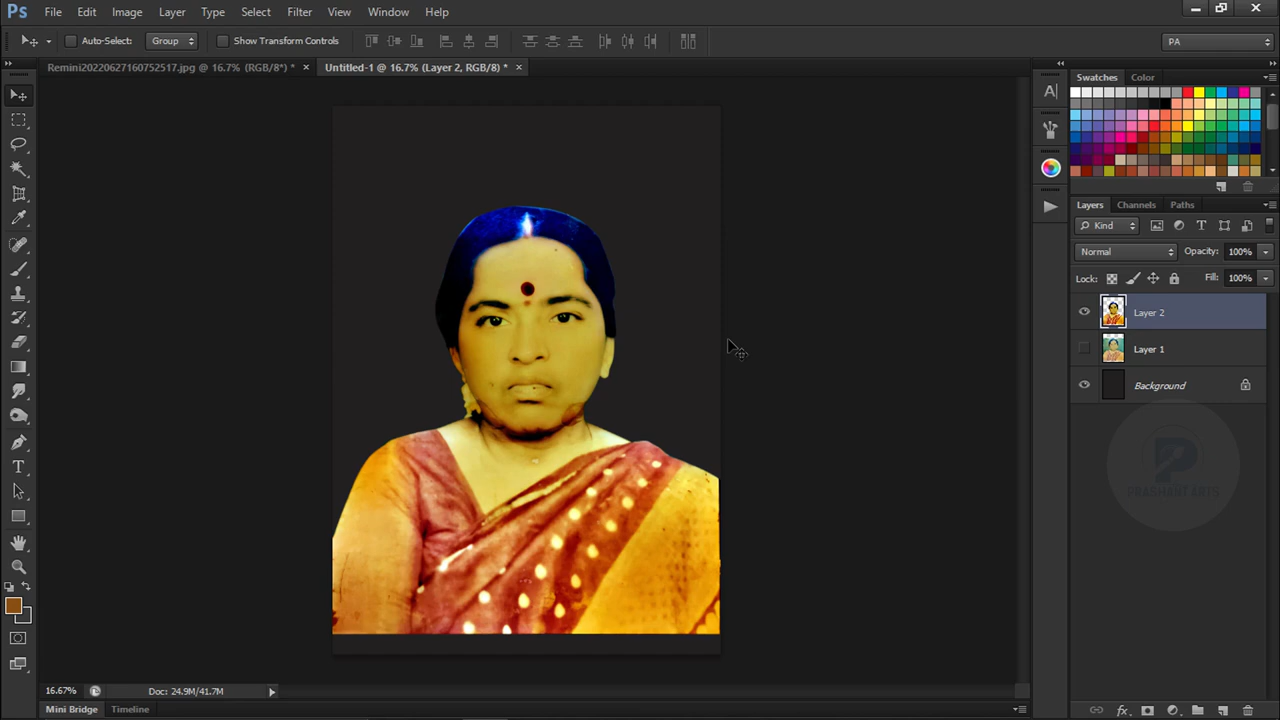 Ps File Edit Image Layer Type Select Filter View Window Help
Auto-Select: Group Show Transform Controls PA
Remini20220627160752517.jpg @ 16.7% (RGB/8*) * × Untitled-1 @ 16.7% (Layer 2, RGB/8) * ×
Swatches Color
Layers Channels Paths
Kind
Normal Opacity: 100%
Lock: Fill: 100%
Layer 2
Layer 1
Background
PRASHANT ARTS
16.67% Doc: 24.9M/41.7M
Mini Bridge Timeline